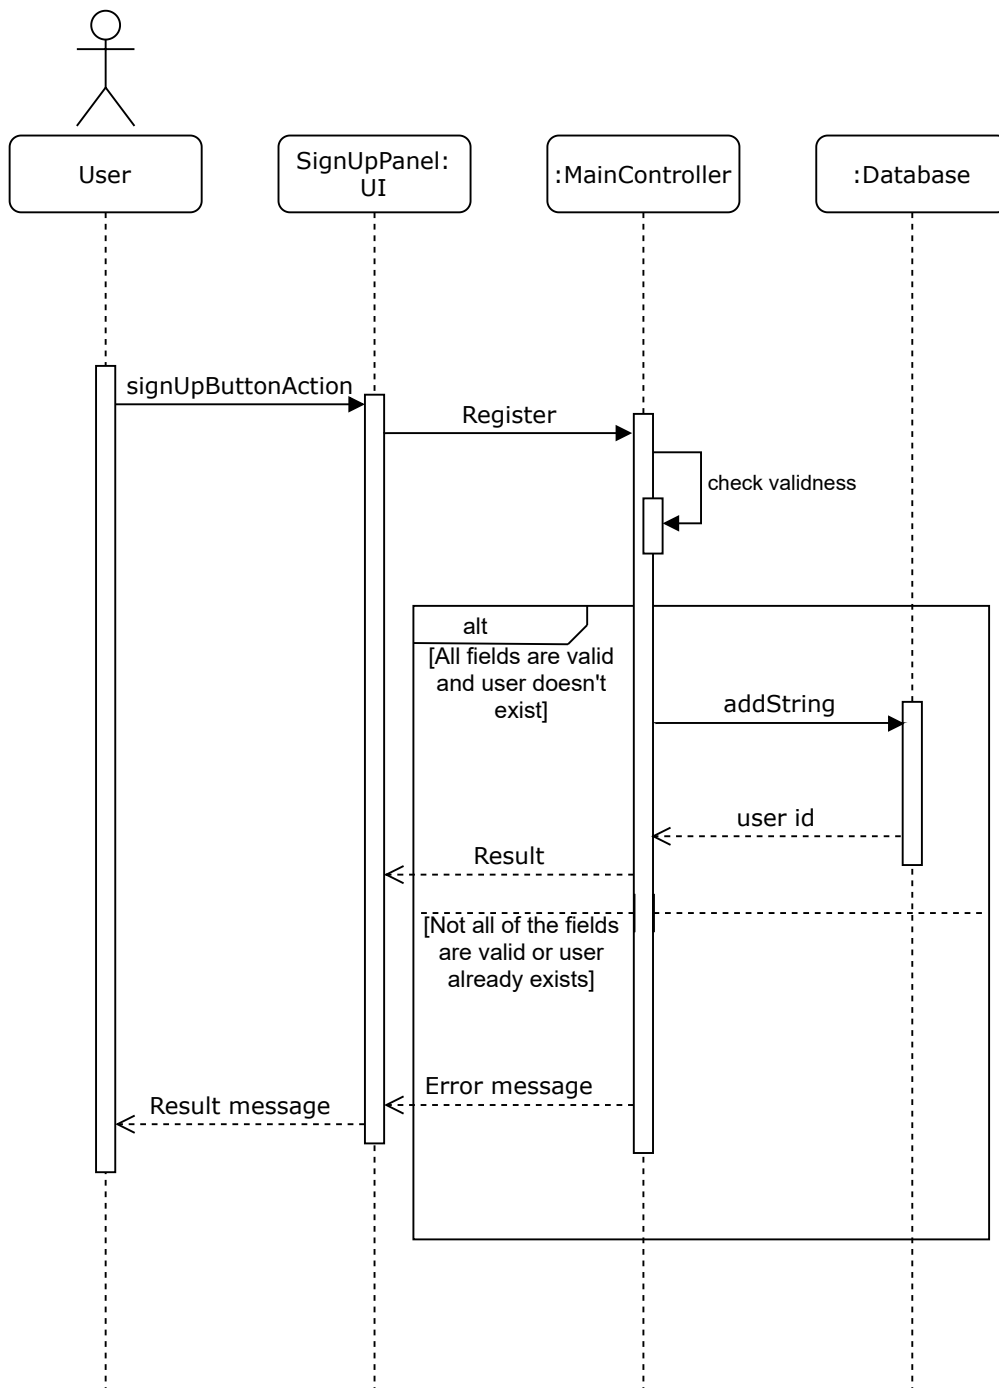 User
SignUpPanel:
UI
:MainController
:Database
signUpButtonAction
Register
check validness
alt
[All fields are valid
and user doesn't
exist]
addString
user id
Result
[Not all of the fields
are valid or user
already exists]
Error message
Result message